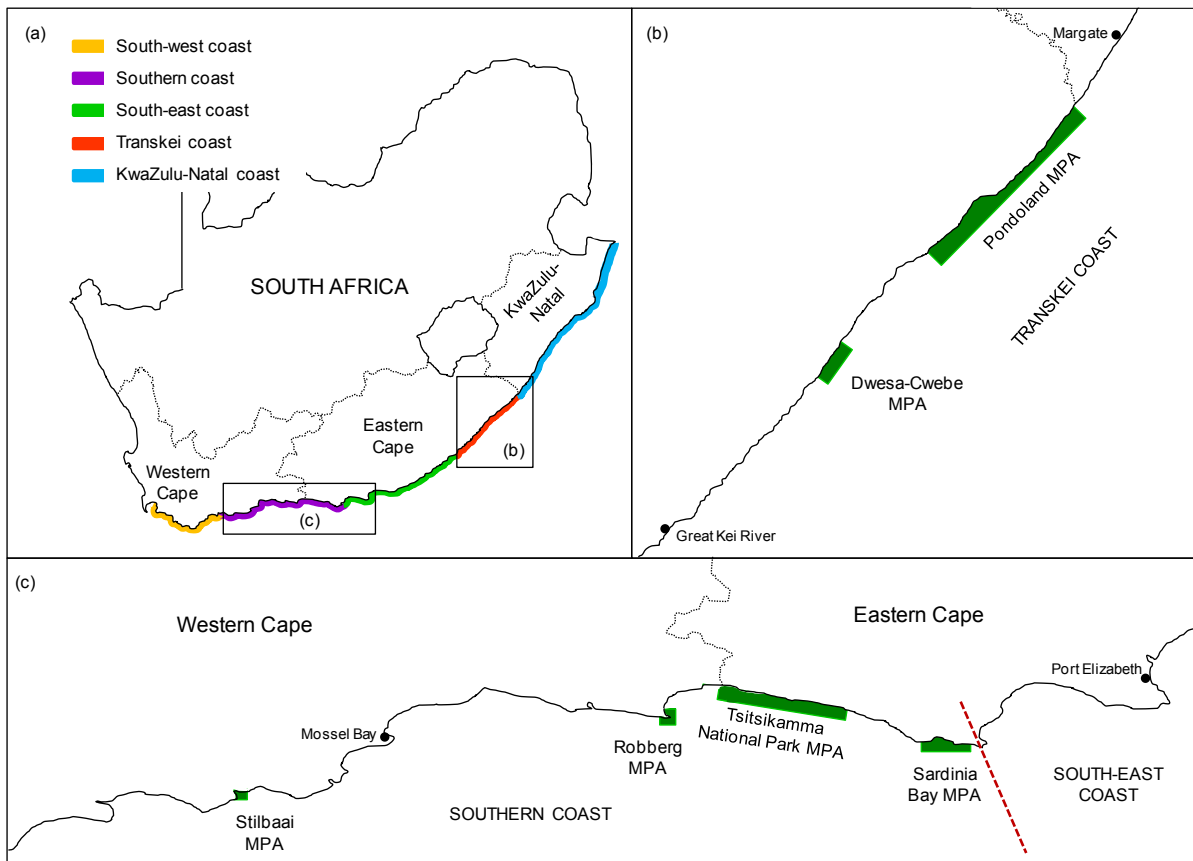 (a)
South-west coast
Southern coast
South-east coast
Transkei coast
KwaZulu-Natal coast
SOUTH AFRICA
KwaZulu-
Natal
Eastern
Cape
Western
Cape
(b)
(c)
(b)
Margate
Pondoland MPA
TRANSKEI COAST
Dwesa-Cwebe
MPA
Great Kei River
(c)
Western Cape
Eastern Cape
Port Elizabeth
Mossel Bay
Robberg
MPA
Tsitsikamma
National Park MPA
Sardinia
Bay MPA
SOUTH-EAST
COAST
Stilbaai
MPA
SOUTHERN COAST